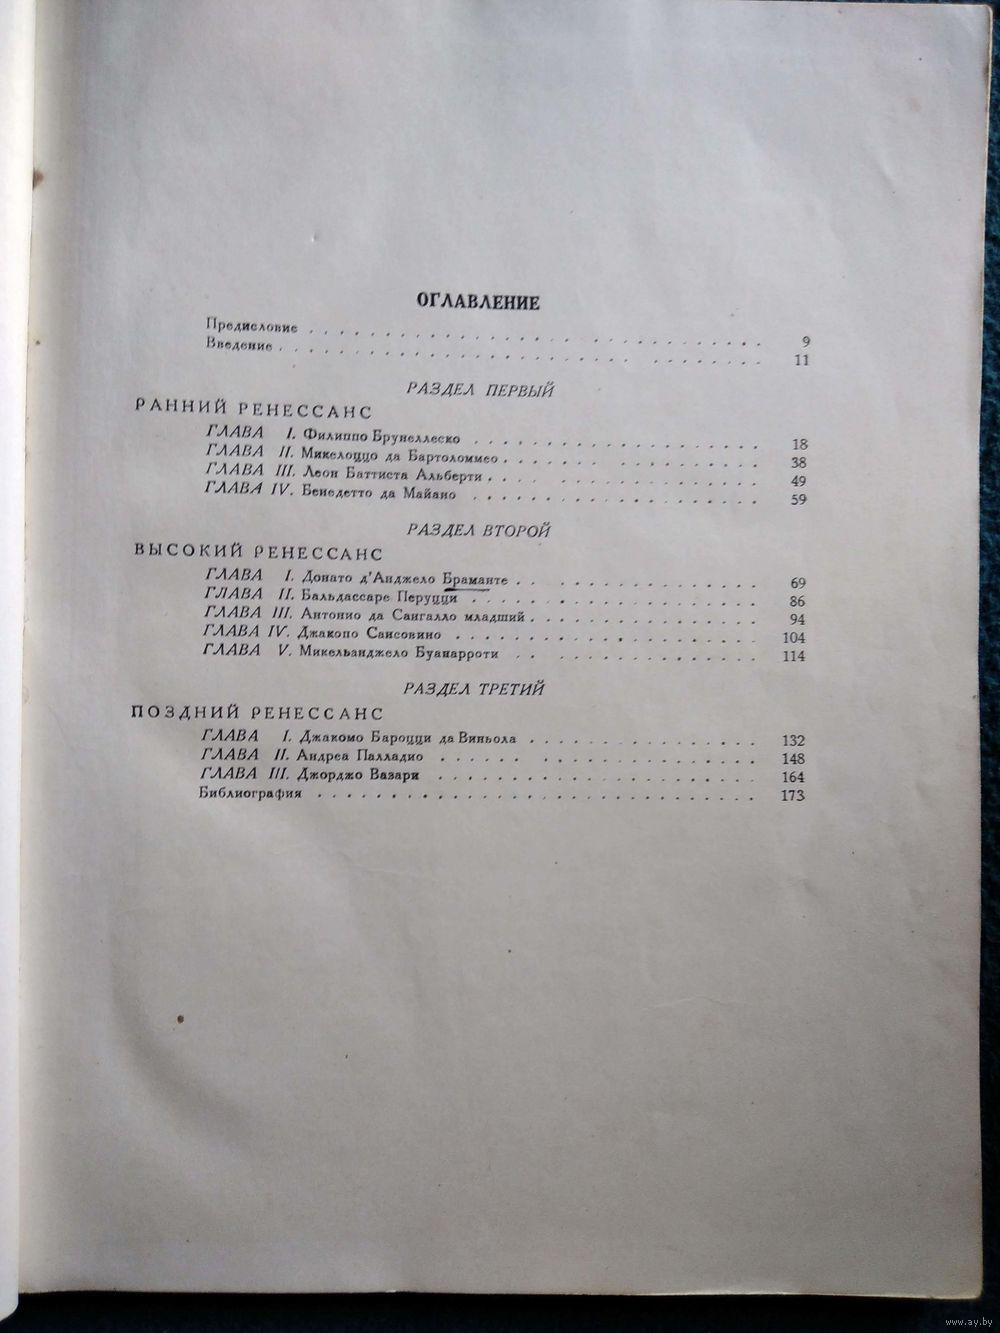 ОГЛАВЛЕНИЕ
Предисловие . . . . . . . . . . . . . . . . . . . . . . . . . . . . 9
Введение . . . . . . . . . . . . . . . . . . . . . . . . . . . . 11
РАЗДЕЛ ПЕРВЫЙ
РАННИЙ РЕНЕССАНС
ГЛАВА I. Филиппо Брунеллеско . . . . . . . . . . . . . . . . . . 18
ГЛАВА II. Микелоццо да Бартоломмео . . . . . . . . . . . . . . . . 38
ГЛАВА III. Леон Баттиста Альберти . . . . . . . . . . . . . . . . 49
ГЛАВА IV. Бенедетто да Майано . . . . . . . . . . . . . . . . . . 59
РАЗДЕЛ ВТОРОЙ
ВЫСОКИЙ РЕНЕССАНС
ГЛАВА I. Донато д'Анджело Браманте . . . . . . . . . . . . . . . . 69
ГЛАВА II. Бальдассаре Перуцци . . . . . . . . . . . . . . . . . . 86
ГЛАВА III. Антонио да Сангалло младший . . . . . . . . . . . . . . 94
ГЛАВА IV. Джакопо Сансовино . . . . . . . . . . . . . . . . . . . 104
ГЛАВА V. Микельанджело Буанарроти . . . . . . . . . . . . . . . . 114
РАЗДЕЛ ТРЕТИЙ
ПОЗДНИЙ РЕНЕССАНС
ГЛАВА I. Джакомо Бароцци да Виньола . . . . . . . . . . . . . . . 132
ГЛАВА II. Андреа Палладио . . . . . . . . . . . . . . . . . . . . 148
ГЛАВА III. Джорджо Вазари . . . . . . . . . . . . . . . . . . . . 164
Библиография . . . . . . . . . . . . . . . . . . . . . . . . . . . 173
www.ay.by